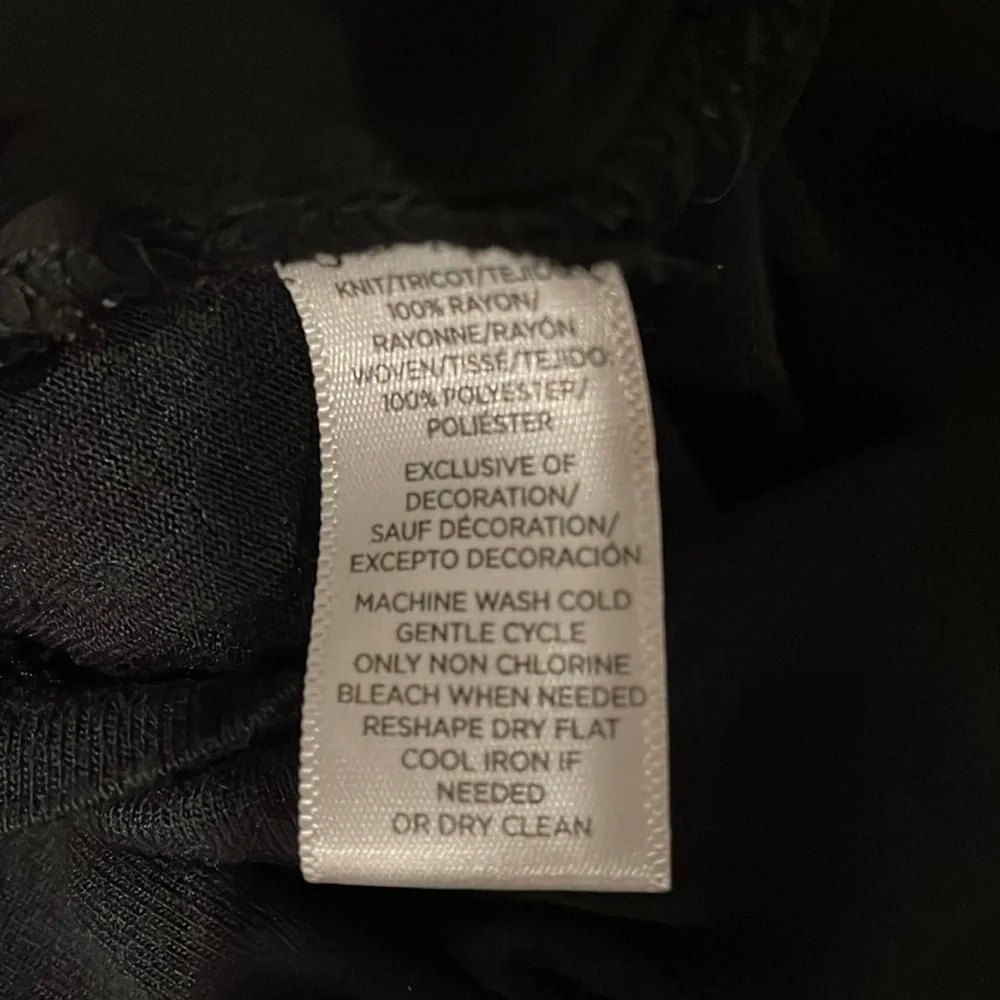 KNIT/TRICOT/TEJIDO
100% RAYON/
RAYONNE/RAYÓN
WOVEN/TISSÉ/TEJIDO
100% POLYESTER/
POLIÉSTER
EXCLUSIVE OF
DECORATION/
SAUF DÉCORATION/
EXCEPTO DECORACIÓN
MACHINE WASH COLD
GENTLE CYCLE
ONLY NON CHLORINE
BLEACH WHEN NEEDED
RESHAPE DRY FLAT
COOL IRON IF
NEEDED
OR DRY CLEAN